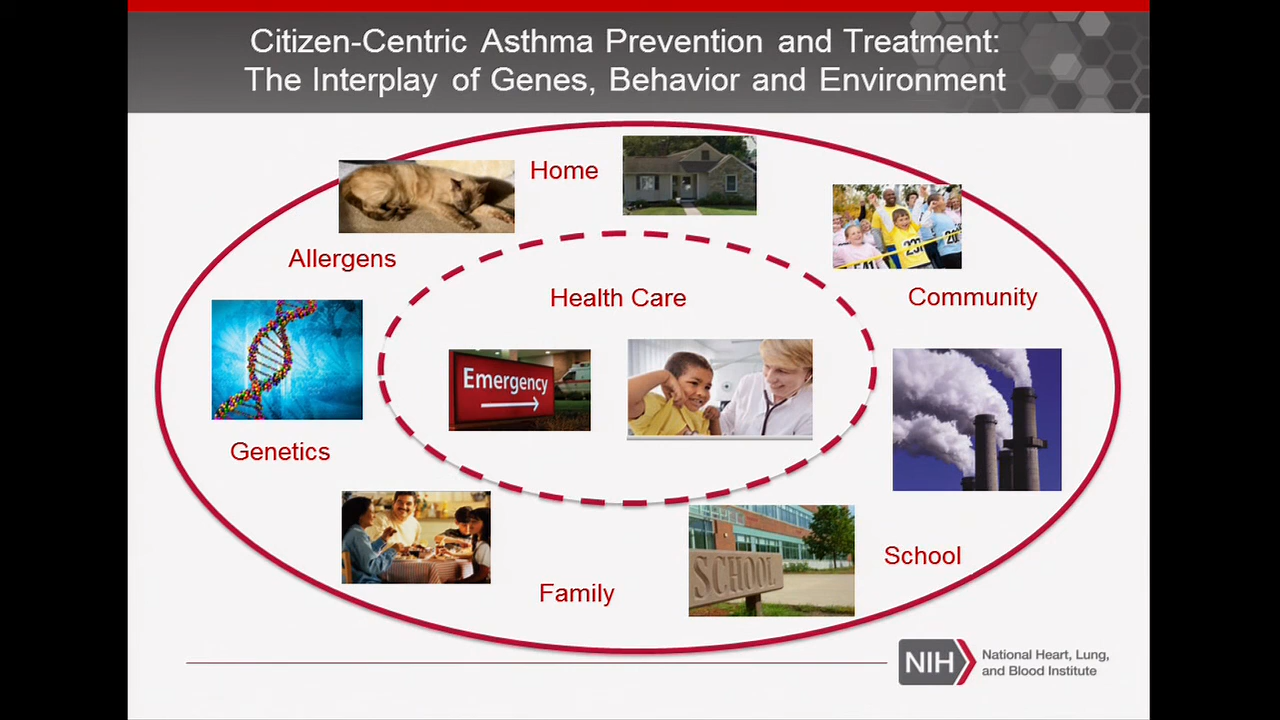 Citizen-Centric Asthma Prevention and Treatment:
The Interplay of Genes, Behavior and Environment
Home
Allergens
Health Care
Community
Emergency
Genetics
SCHOOL
School
Family
NIH
National Heart, Lung,
and Blood Institute